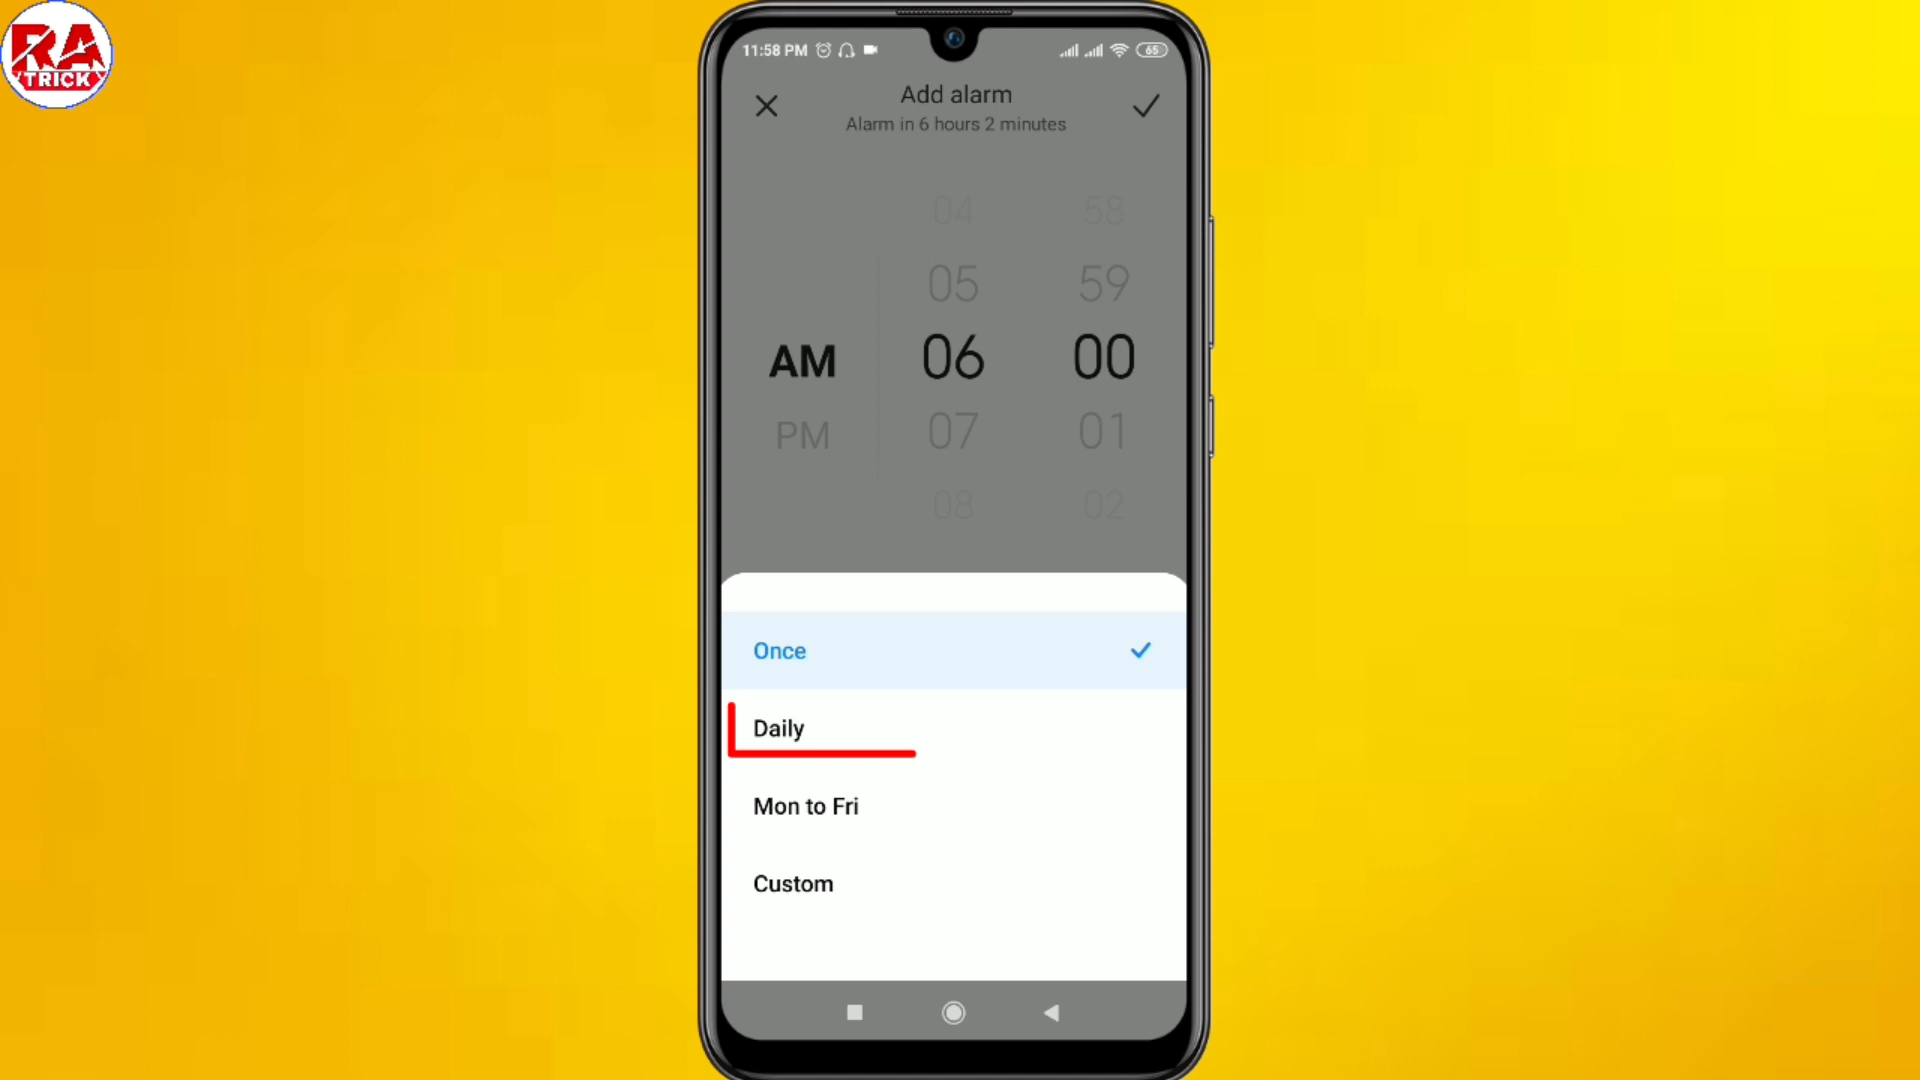 RA
TRICK
11:58 PM
65
Add alarm
Alarm in 6 hours 2 minutes
04 58
05 59
AM 06 00
PM 07 01
08 02
Once
Daily
Mon to Fri
Custom